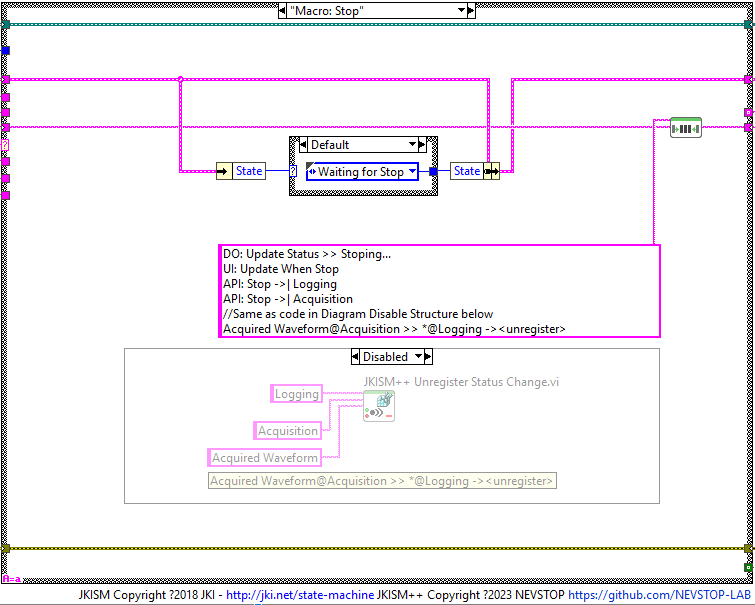 "Macro: Stop"
Default
State
Waiting for Stop
State
DO: Update Status >> Stoping...
UI: Update When Stop
API: Stop ->| Logging
API: Stop ->| Acquisition
//Same as code in Diagram Disable Structure below
Acquired Waveform@Acquisition >> *@Logging -><unregister>
Disabled
JKISM++ Unregister Status Change.vi
Logging
Acquisition
Acquired Waveform
Acquired Waveform@Acquisition >> *@Logging -><unregister>
A=a
JKISM Copyright ?2018 JKI - http://jki.net/state-machine JKISM++ Copyright ?2023 NEVSTOP https://github.com/NEVSTOP-LAB